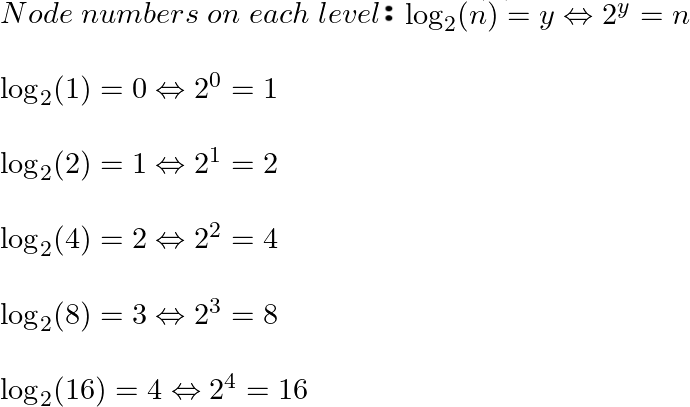 Node numbers on each level: log₂(n) = y ⇔ 2ʸ = n
log₂(1) = 0 ⇔ 2⁰ = 1
log₂(2) = 1 ⇔ 2¹ = 2
log₂(4) = 2 ⇔ 2² = 4
log₂(8) = 3 ⇔ 2³ = 8
log₂(16) = 4 ⇔ 2⁴ = 16